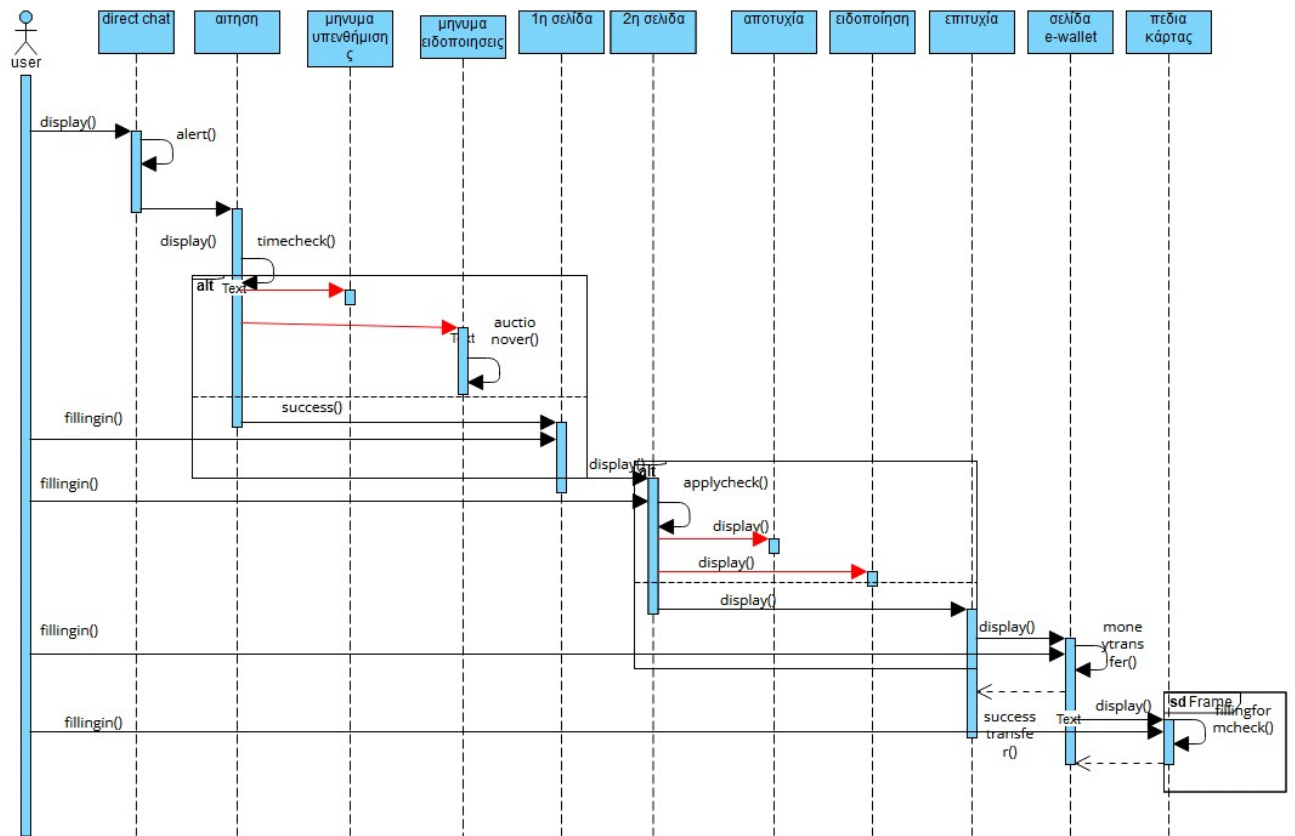 user
direct chat
αιτηση
μηνυμα
υπενθήμιση
ς
μηνυμα
ειδοποιησεις
1η σελίδα
2η σελιδα
αποτυχία
ειδοποίηση
επιτυχία
σελίδα
e-wallet
πεδια
κάρτας
display()
alert()
display()
timecheck()
alt
Text
auctio
nover()
Text
success()
fillingin()
display()
alt
fillingin()
applycheck()
display()
display()
display()
fillingin()
display()
mone
ytrans
fer()
fillingin()
success
transfe
r()
Text
display()
sd Frame
fillingfor
mcheck()